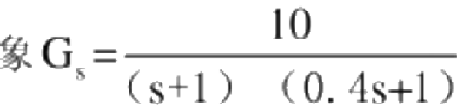 象 Gₛ = 10 / （s+1）（0.4s+1）